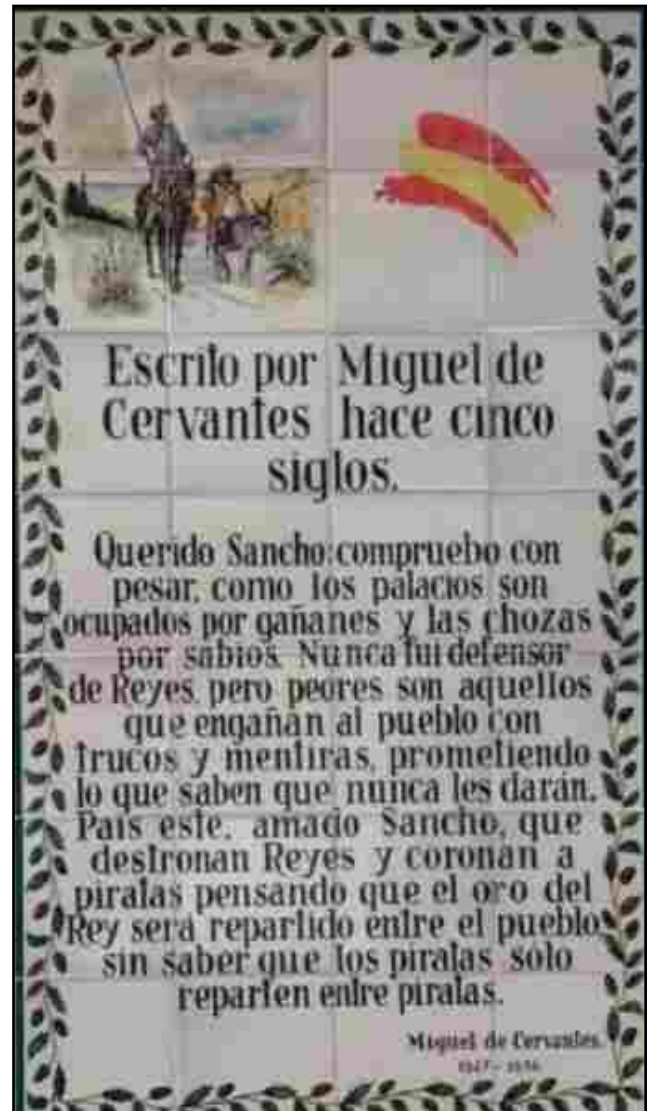 Escrito por Miguel de
Cervantes hace cinco
siglos.
Querido Sancho: compruebo con
pesar, como los palacios son
ocupados por gañanes y las chozas
por sabios. Nunca fui defensor
de Reyes, pero peores son aquellos
que engañan al pueblo con
trucos y mentiras, prometiendo
lo que saben que nunca les darán.
País este, amado Sancho, que
destronan Reyes y coronan a
piratas pensando que el oro del
Rey será repartido entre el pueblo
sin saber que los piratas solo
reparten entre piratas.
Miguel de Cervantes.